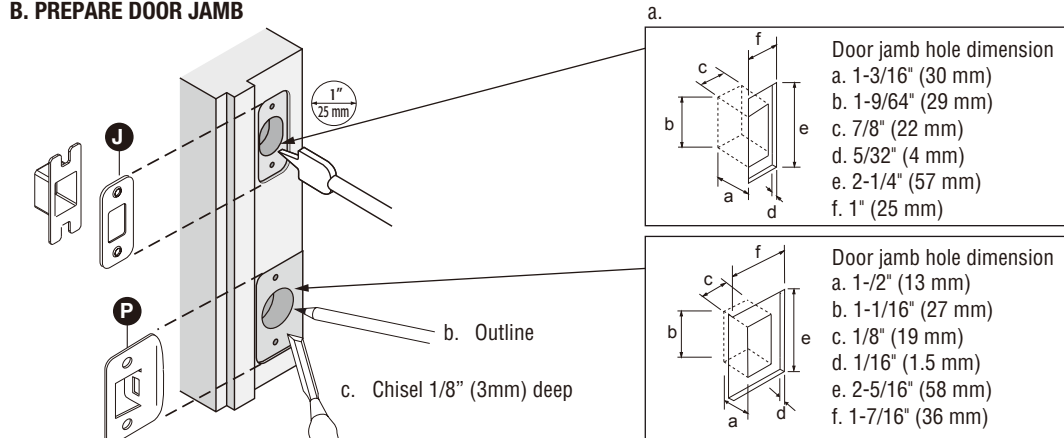 B. PREPARE DOOR JAMB
a.
1"
25 mm
J
P
b. Outline
c. Chisel 1/8” (3mm) deep
f
c
b
e
a
d
Door jamb hole dimension
a. 1-3/16" (30 mm)
b. 1-9/64" (29 mm)
c. 7/8" (22 mm)
d. 5/32" (4 mm)
e. 2-1/4" (57 mm)
f. 1" (25 mm)
f
c
b
e
a
d
Door jamb hole dimension
a. 1-/2" (13 mm)
b. 1-1/16" (27 mm)
c. 1/8" (19 mm)
d. 1/16" (1.5 mm)
e. 2-5/16" (58 mm)
f. 1-7/16" (36 mm)